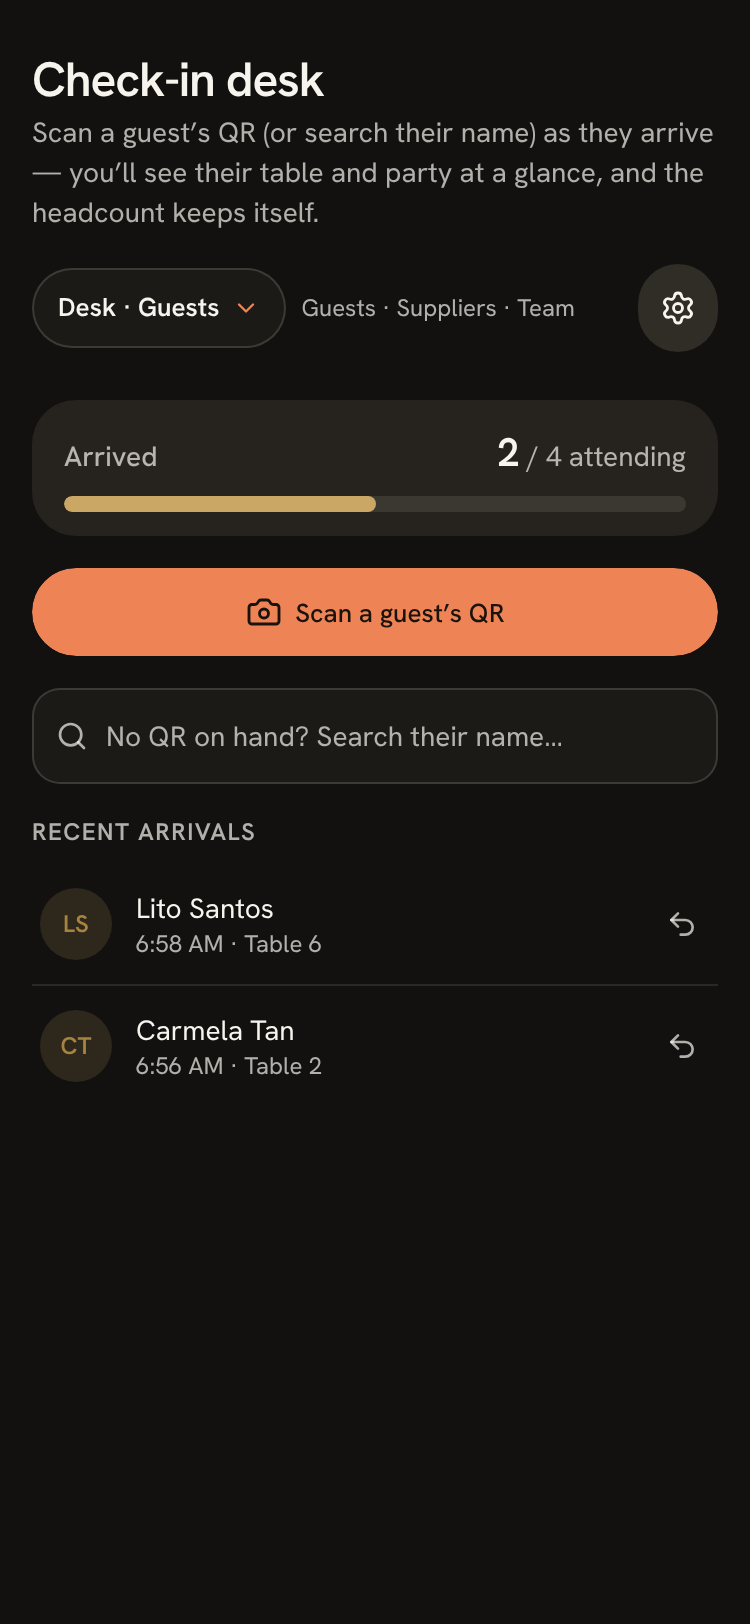 Check-in desk
Scan a guest’s QR (or search their name) as they arrive
— you’ll see their table and party at a glance, and the
headcount keeps itself.
Desk · Guests
Guests · Suppliers · Team
Arrived
2 / 4 attending
Scan a guest’s QR
No QR on hand? Search their name…
RECENT ARRIVALS
LS
Lito Santos
6:58 AM · Table 6
CT
Carmela Tan
6:56 AM · Table 2